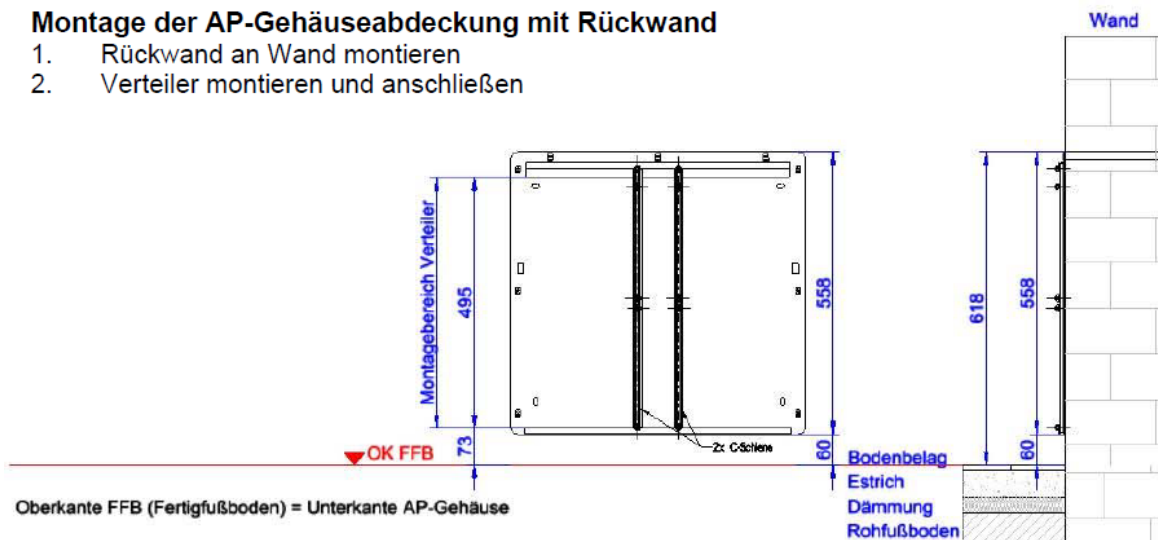 Montage der AP-Gehäuseabdeckung mit Rückwand
1. Rückwand an Wand montieren
2. Verteiler montieren und anschließen
Wand
Montagebereich Verteiler
495
73
558
60
618
558
60
2x C-Schiene
OK FFB
Bodenbelag
Estrich
Dämmung
Rohfußboden
Oberkante FFB (Fertigfußboden) = Unterkante AP-Gehäuse